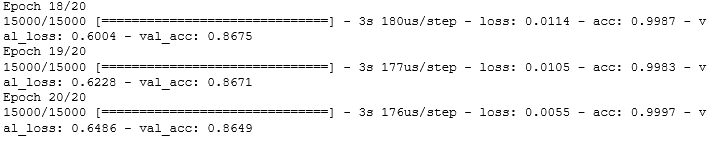 Epoch 18/20
15000/15000 [==============================] - 3s 180us/step - loss: 0.0114 - acc: 0.9987 - v
al_loss: 0.6004 - val_acc: 0.8675
Epoch 19/20
15000/15000 [==============================] - 3s 177us/step - loss: 0.0105 - acc: 0.9983 - v
al_loss: 0.6228 - val_acc: 0.8671
Epoch 20/20
15000/15000 [==============================] - 3s 176us/step - loss: 0.0055 - acc: 0.9997 - v
al_loss: 0.6486 - val_acc: 0.8649